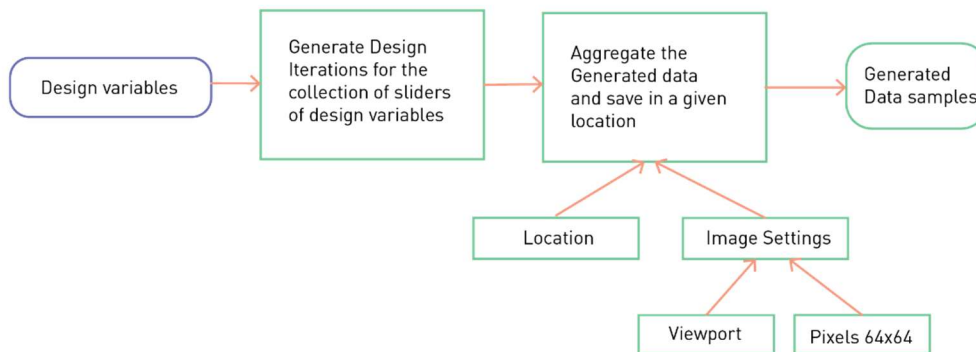 Design variables
Generate Design
Iterations for the
collection of sliders
of design variables
Aggregate the
Generated data
and save in a given
location
Generated
Data samples
Location
Image Settings
Viewport
Pixels 64x64